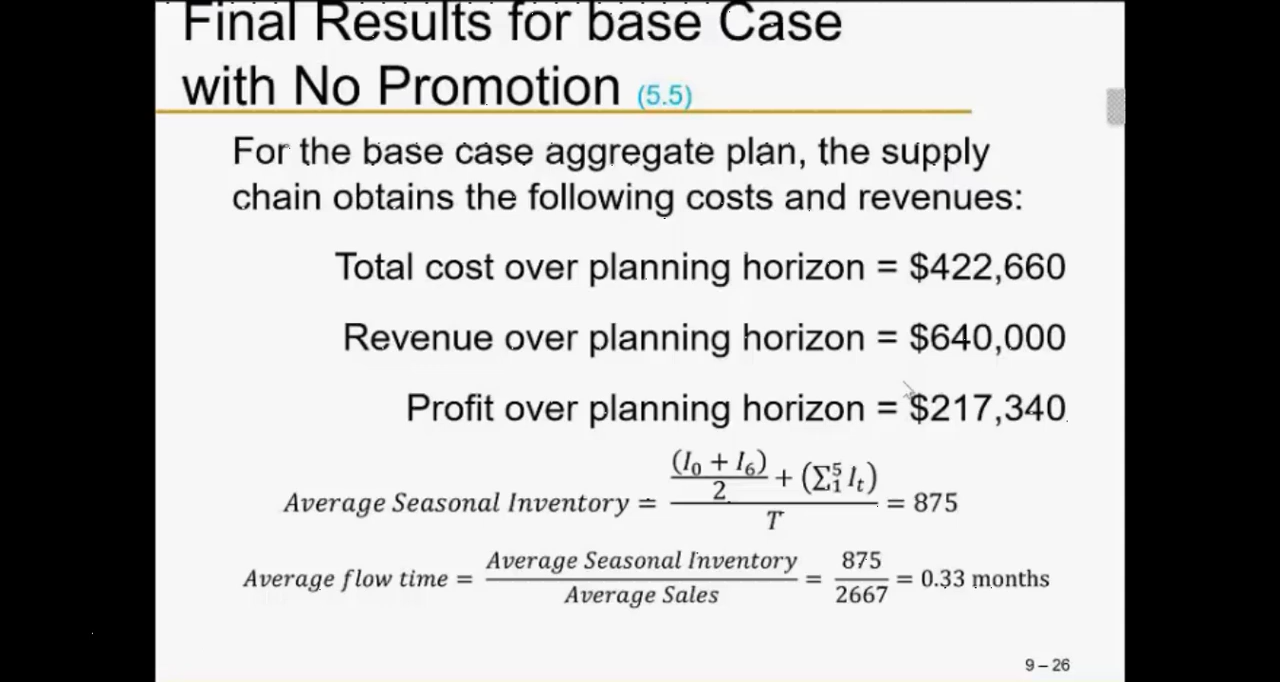 Final Results for base Case
with No Promotion (5.5)
For the base case aggregate plan, the supply
chain obtains the following costs and revenues:
Total cost over planning horizon = $422,660
Revenue over planning horizon = $640,000
Profit over planning horizon = $217,340
Average Seasonal Inventory = ((I₀ + I₆)/2 + (Σ₁⁵ Iₜ))/T = 875
Average flow time = Average Seasonal Inventory/Average Sales = 875/2667 = 0.33 months
9 – 26